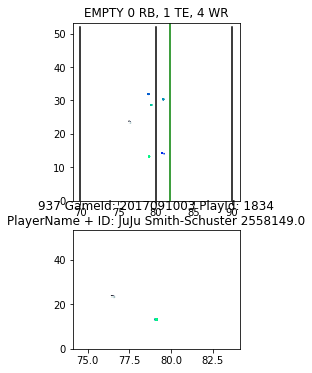 EMPTY 0 RB, 1 TE, 4 WR
50
40
30
20
10
0
70 75 80 85 90
937 GameId: 2017091003 PlayId: 1834
PlayerName + ID: JuJu Smith-Schuster 2558149.0
40
20
0
75.0 77.5 80.0 82.5